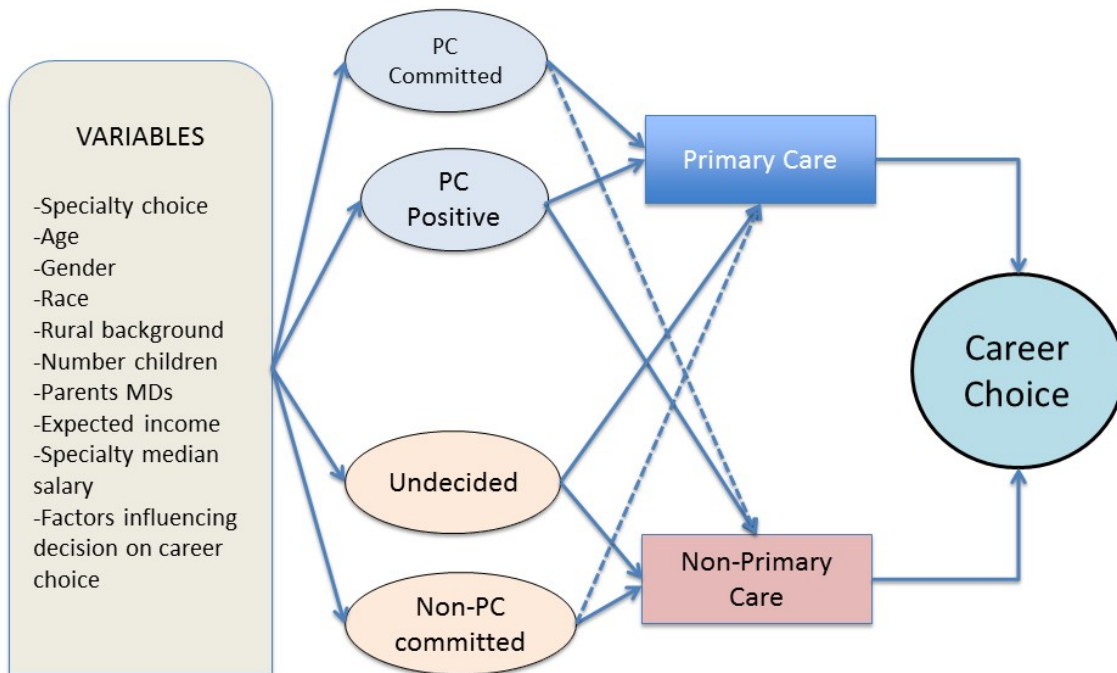 VARIABLES
-Specialty choice
-Age
-Gender
-Race
-Rural background
-Number children
-Parents MDs
-Expected income
-Specialty median
salary
-Factors influencing
decision on career
choice
PC
Committed
PC
Positive
Undecided
Non-PC
committed
Primary Care
Non-Primary
Care
Career
Choice